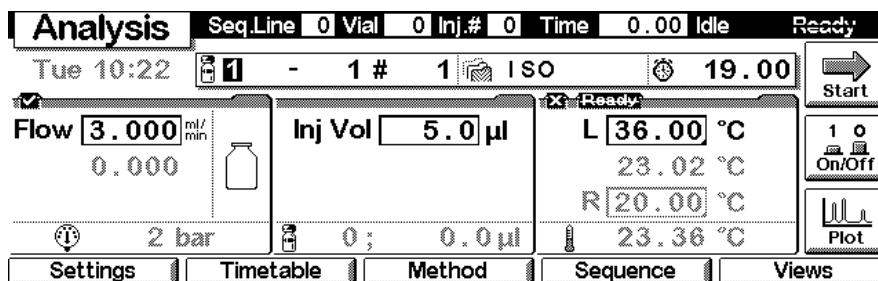 Analysis Seq.Line 0 Vial 0 Inj.# 0 Time 0.00 Idle Ready
Tue 10:22 1 - 1 # 1 ISO 19.00
Start
Ready
Flow 3.000 ml/min Inj Vol 5.0 µl L 36.00 °C
1 0
0.000 23.02 °C
On/Off
R 20.00 °C
2 bar 0; 0.0 µl 23.36 °C
Plot
Settings Timetable Method Sequence Views